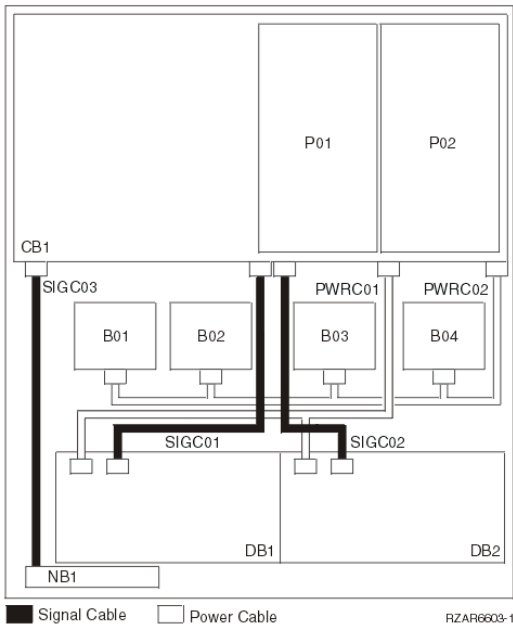 P01
P02
CB1
SIGC03
PWRC01
PWRC02
B01
B02
B03
B04
SIGC01
SIGC02
DB1
DB2
NB1
Signal Cable
Power Cable
RZAR6603-1